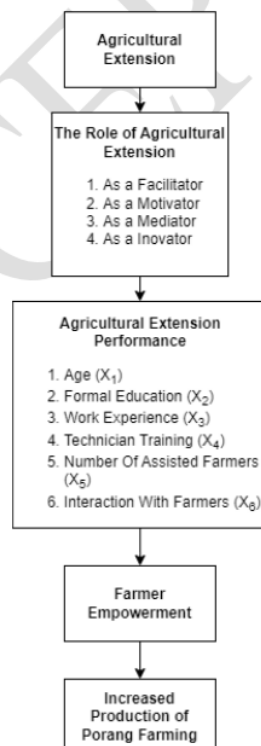 Agricultural
Extension
The Role of Agricultural
Extension
1. As a Facilitator
2. As a Motivator
3. As a Mediator
4. As a Inovator
Agricultural Extension
Performance
1. Age (X₁)
2. Formal Education (X₂)
3. Work Experience (X₃)
4. Technician Training (X₄)
5. Number Of Assisted Farmers
(X₅)
6. Interaction With Farmers (X₆)
Farmer
Empowerment
Increased
Production of
Porang Farming